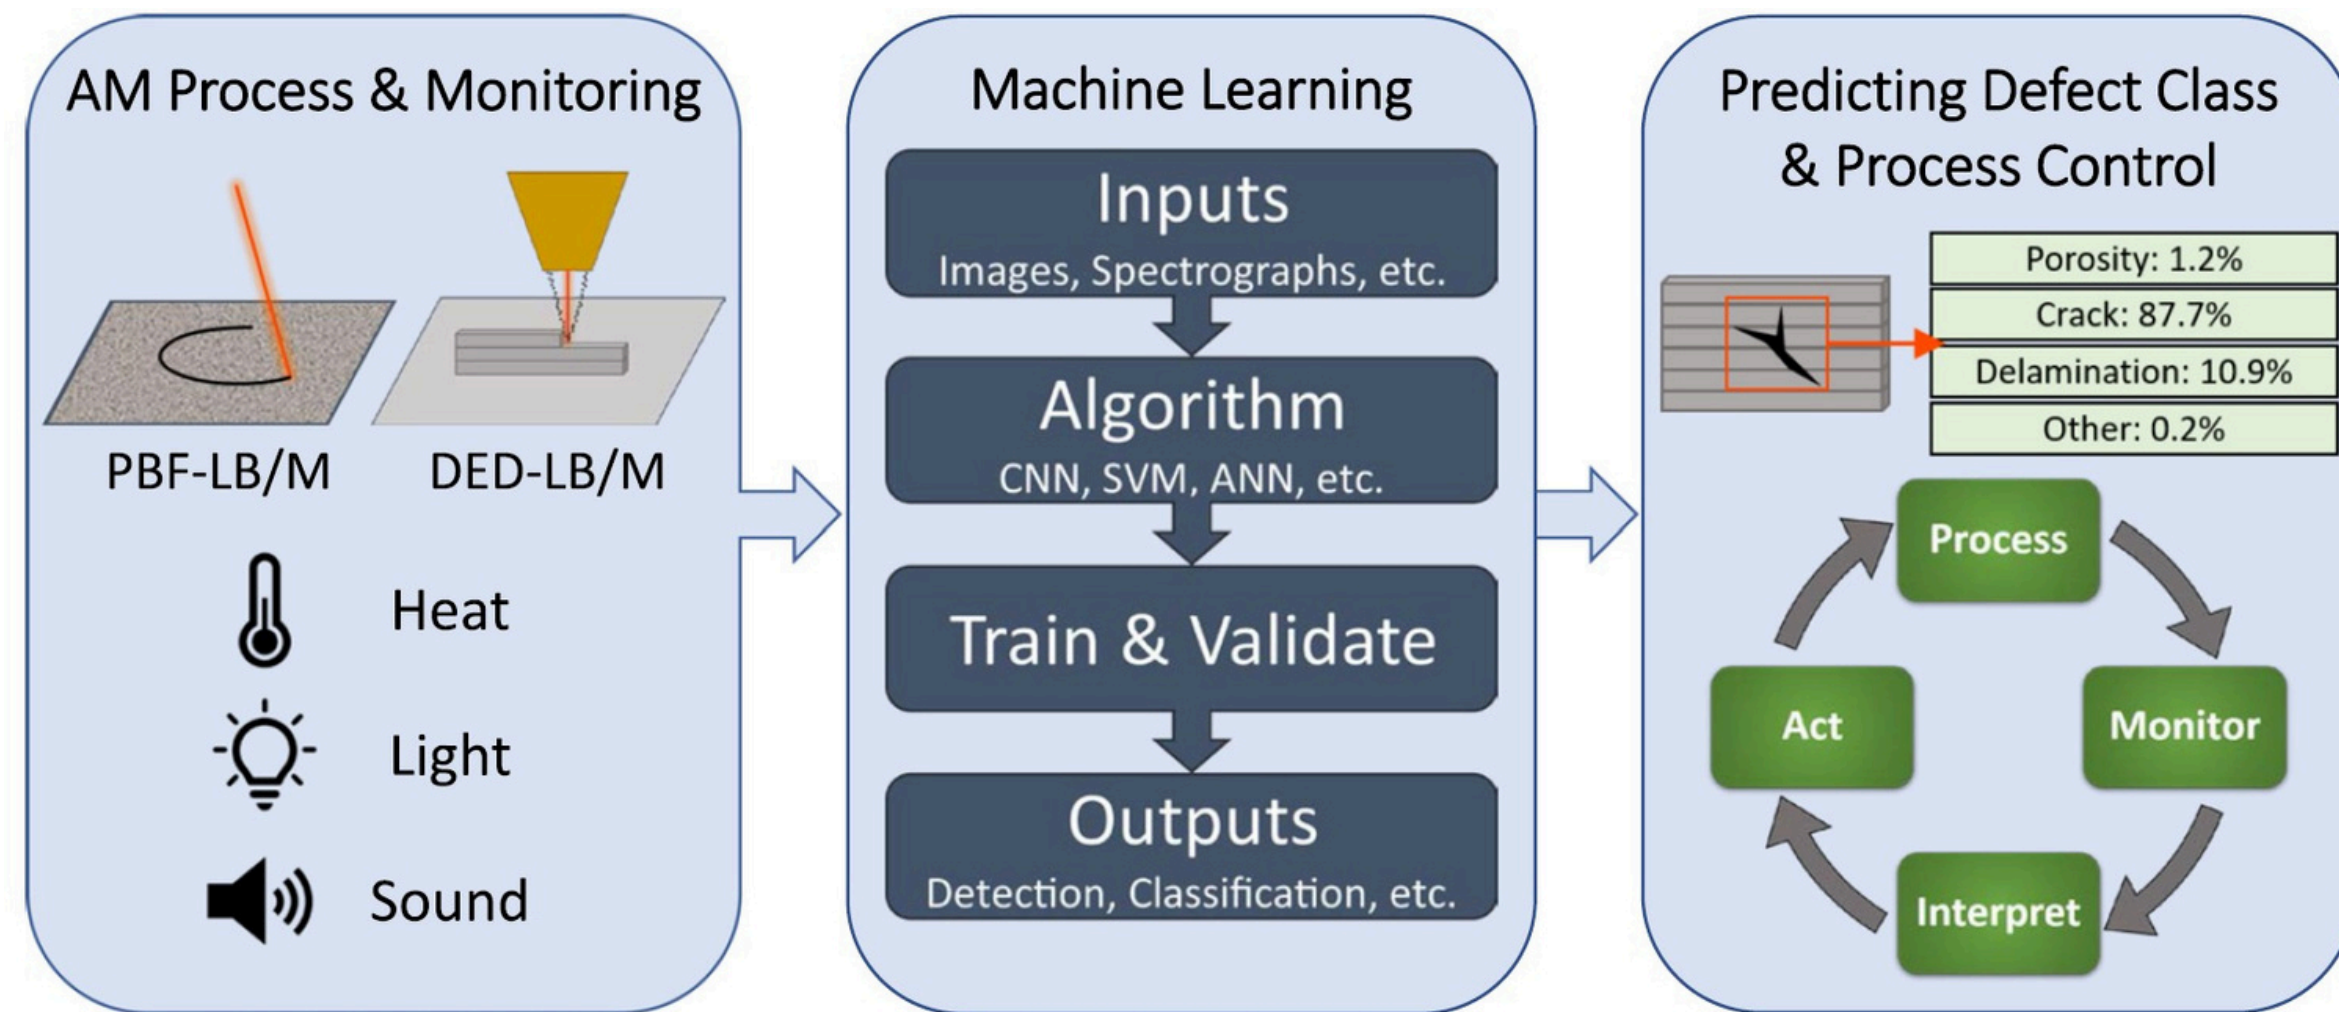 AM Process & Monitoring
PBF-LB/M
DED-LB/M
Heat
Light
Sound
Machine Learning
Inputs
Images, Spectrographs, etc.
Algorithm
CNN, SVM, ANN, etc.
Train & Validate
Outputs
Detection, Classification, etc.
Predicting Defect Class
& Process Control
Porosity: 1.2%
Crack: 87.7%
Delamination: 10.9%
Other: 0.2%
Process
Monitor
Interpret
Act